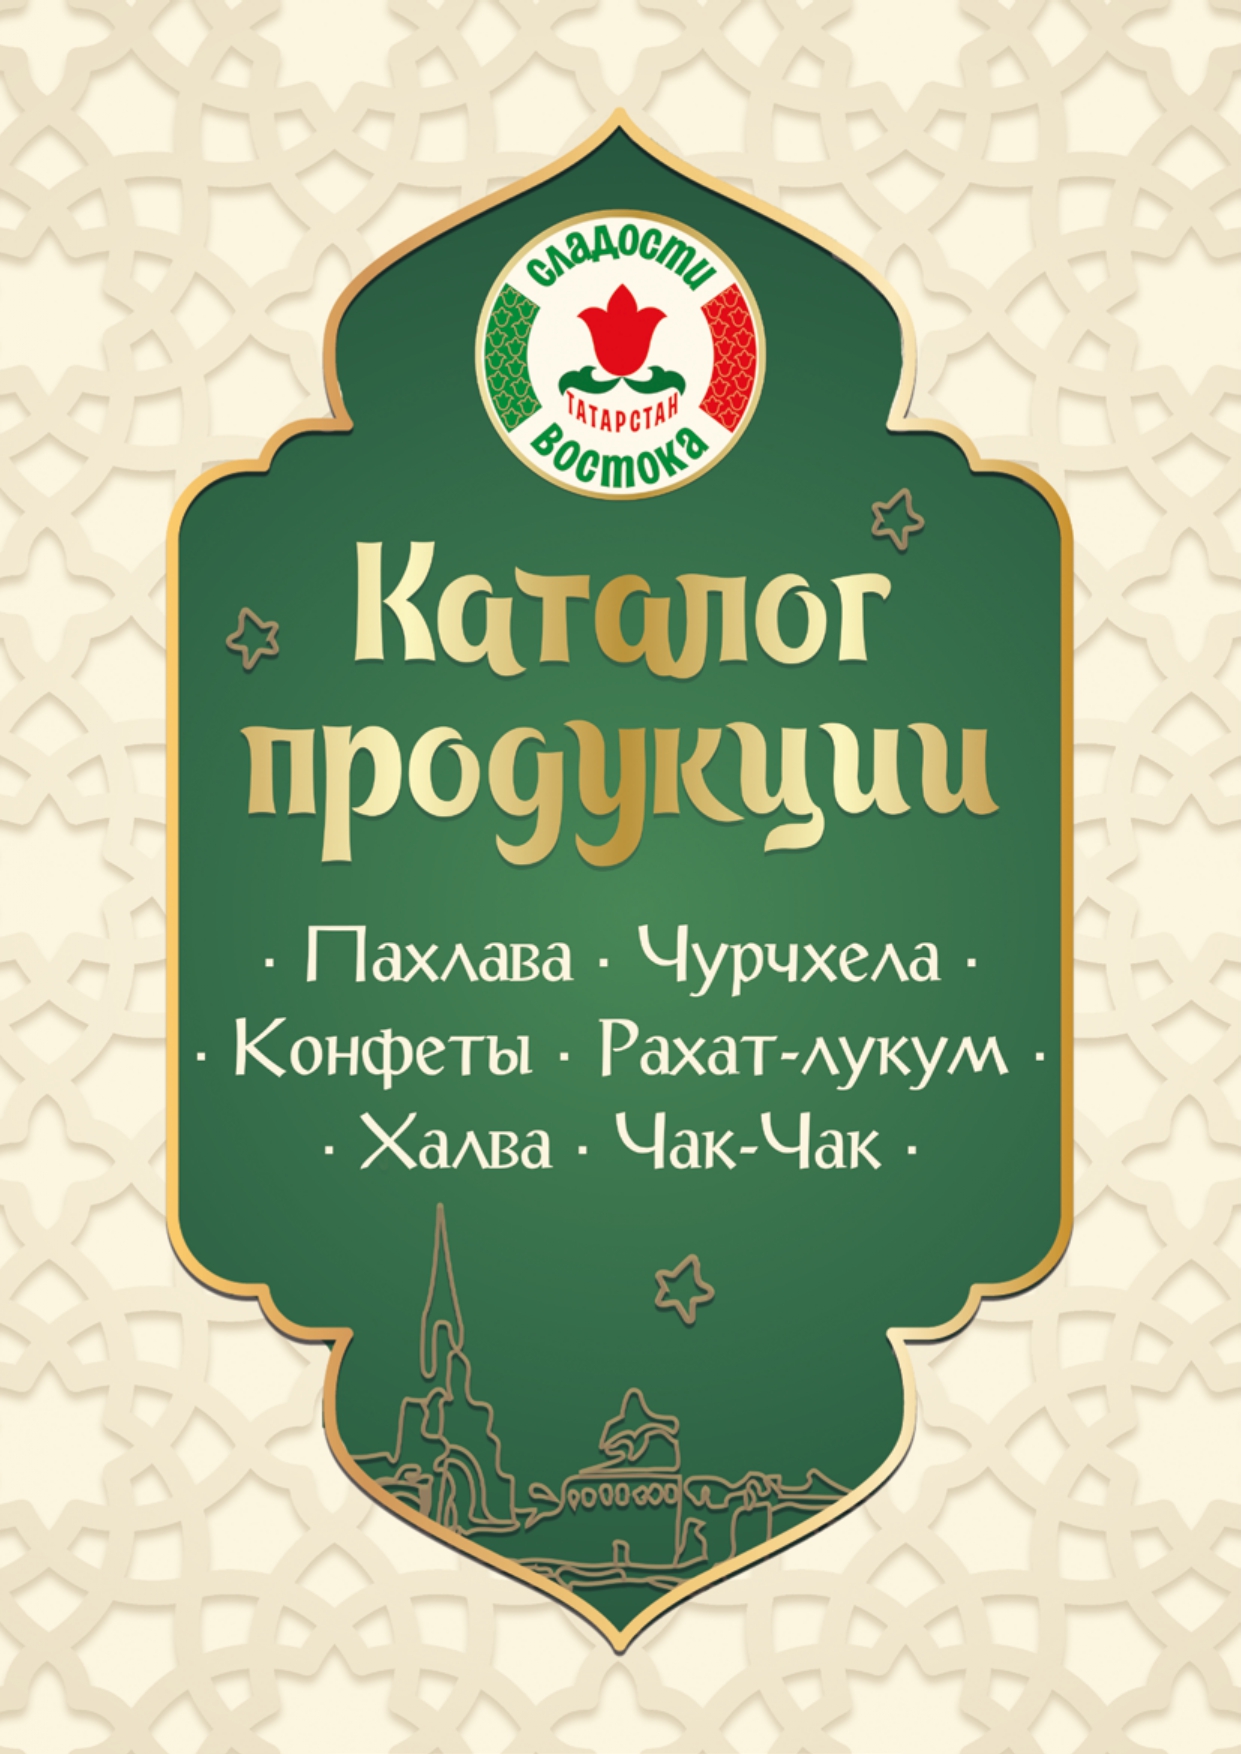 сладости
ТАТАРСТАН
востока
Каталог
продукции
· Пахлава · Чурчхела ·
· Конфеты · Рахат-лукум ·
· Халва · Чак-Чак ·